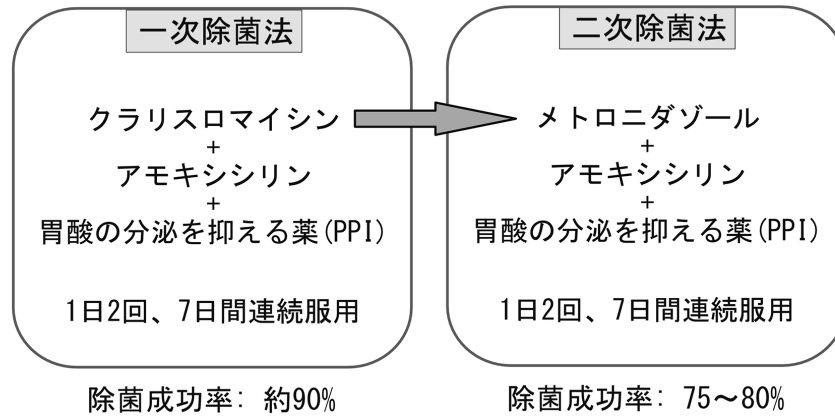 一次除菌法
クラリスロマイシン
+
アモキシシリン
+
胃酸の分泌を抑える薬(PPI)
1日2回、7日間連続服用
除菌成功率: 約90%
二次除菌法
メトロニダゾール
+
アモキシシリン
+
胃酸の分泌を抑える薬(PPI)
1日2回、7日間連続服用
除菌成功率: 75〜80%